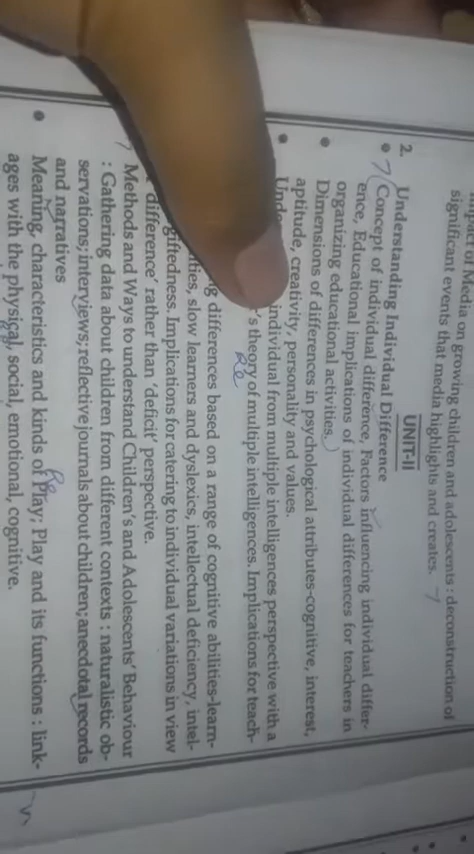 of Media on growing children and adolescents : deconstruction of
significant events that media highlights and creates.
UNIT-II
2. Understanding Individual Difference
• Concept of individual difference, Factors influencing individual differ-
ence, Educational implications of individual differences for teachers in
organizing educational activities.
• Dimensions of differences in psychological attributes-cognitive, interest,
aptitude, creativity, personality and values.
• individual from multiple intelligences perspective with a
's theory of multiple intelligences. Implications for teach-
differences based on a range of cognitive abilities-learn-
slow learners and dyslexics, intellectual deficiency, intel-
giftedness. Implications for catering to individual variations in view
difference' rather than 'deficit' perspective.
Methods and Ways to understand Children's and Adolescents' Behaviour
: Gathering data about children from different contexts : naturalistic ob-
servations; interviews; reflective journals about children; anecdotal records
and narratives
• Meaning, characteristics and kinds of Play; Play and its functions : link-
ages with the physical, social, emotional, cognitive.